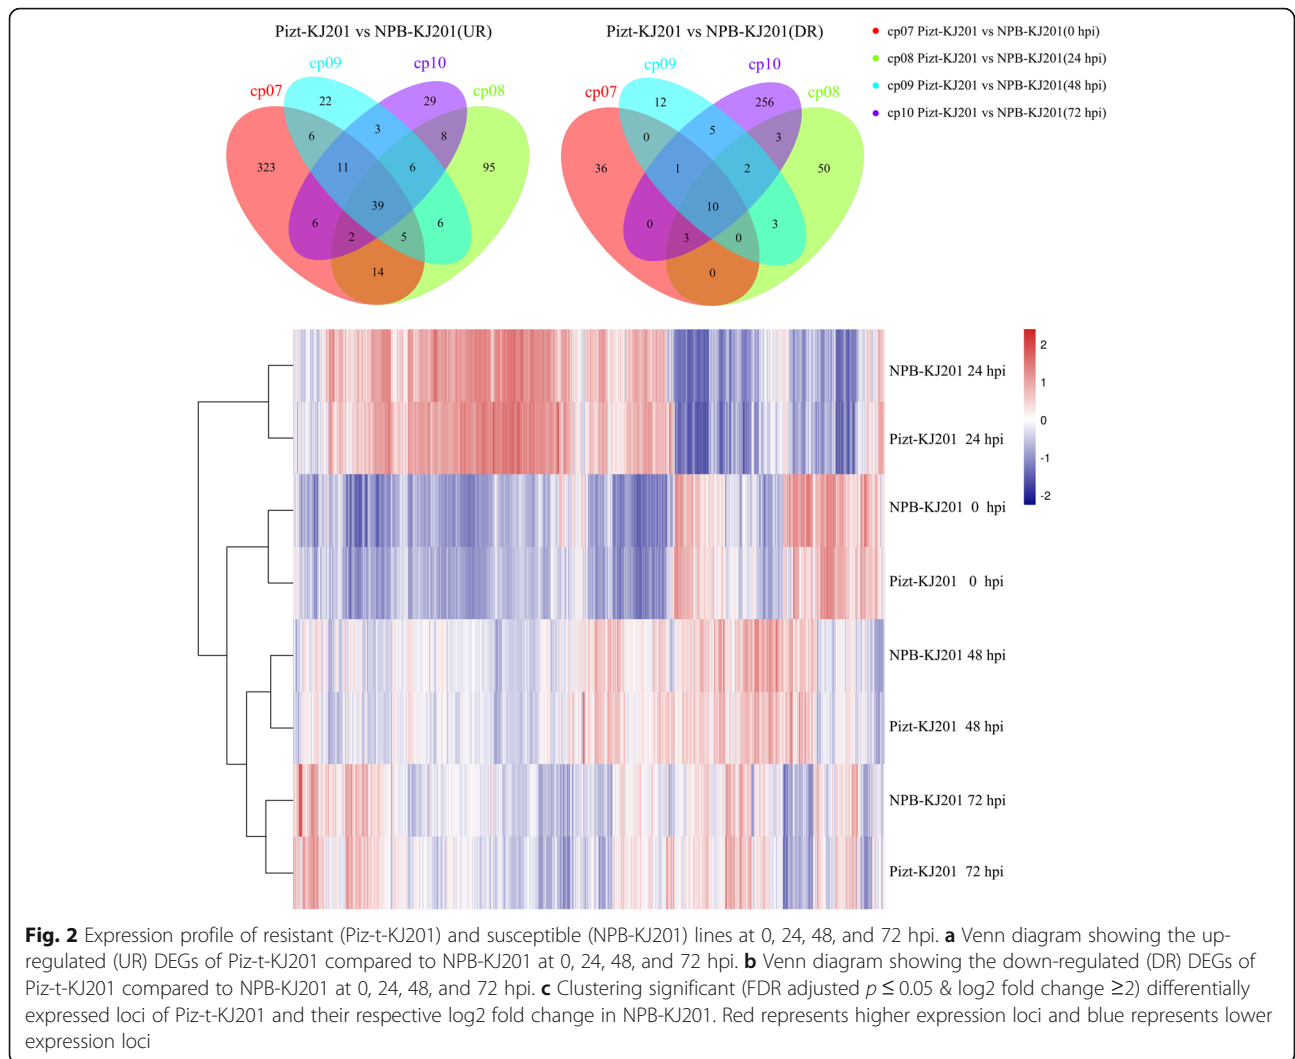 Pizt-KJ201 vs NPB-KJ201(UR)
Pizt-KJ201 vs NPB-KJ201(DR)
cp07 Pizt-KJ201 vs NPB-KJ201(0 hpi)
cp08 Pizt-KJ201 vs NPB-KJ201(24 hpi)
cp09 Pizt-KJ201 vs NPB-KJ201(48 hpi)
cp10 Pizt-KJ201 vs NPB-KJ201(72 hpi)
cp09 cp10
cp07 cp08
22 29
3
6 8
323 11 6 95
39
6 6
2 5
14
cp09 cp10
cp07 cp08
12 256
5
0 3
36 1 2 50
10
0 3
3 0
0
NPB-KJ201 24 hpi
Pizt-KJ201 24 hpi
NPB-KJ201 0 hpi
Pizt-KJ201 0 hpi
NPB-KJ201 48 hpi
Pizt-KJ201 48 hpi
NPB-KJ201 72 hpi
Pizt-KJ201 72 hpi
2
1
0
-1
-2
Fig. 2 Expression profile of resistant (Piz-t-KJ201) and susceptible (NPB-KJ201) lines at 0, 24, 48, and 72 hpi. a Venn diagram showing the up-
regulated (UR) DEGs of Piz-t-KJ201 compared to NPB-KJ201 at 0, 24, 48, and 72 hpi. b Venn diagram showing the down-regulated (DR) DEGs of
Piz-t-KJ201 compared to NPB-KJ201 at 0, 24, 48, and 72 hpi. c Clustering significant (FDR adjusted p ≤ 0.05 & log2 fold change ≥2) differentially
expressed loci of Piz-t-KJ201 and their respective log2 fold change in NPB-KJ201. Red represents higher expression loci and blue represents lower
expression loci